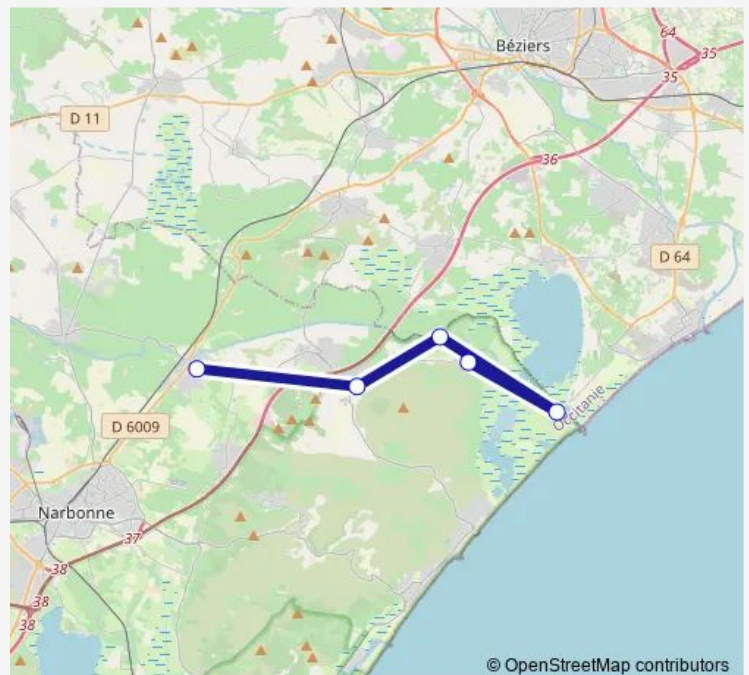 64
35
Béziers
35
D 11
36
D 64
D 6009
Occitanie
Narbonne
37
38
38
38
© OpenStreetMap contributors